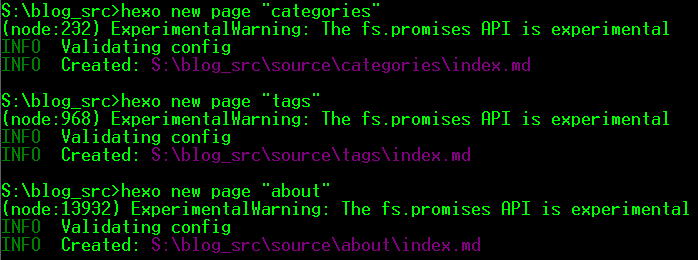 S:\blog_src>hexo new page "categories"
(node:232) ExperimentalWarning: The fs.promises API is experimental
INFO  Validating config
INFO  Created: S:\blog_src\source\categories\index.md
S:\blog_src>hexo new page "tags"
(node:968) ExperimentalWarning: The fs.promises API is experimental
INFO  Validating config
INFO  Created: S:\blog_src\source\tags\index.md
S:\blog_src>hexo new page "about"
(node:13932) ExperimentalWarning: The fs.promises API is experimental
INFO  Validating config
INFO  Created: S:\blog_src\source\about\index.md